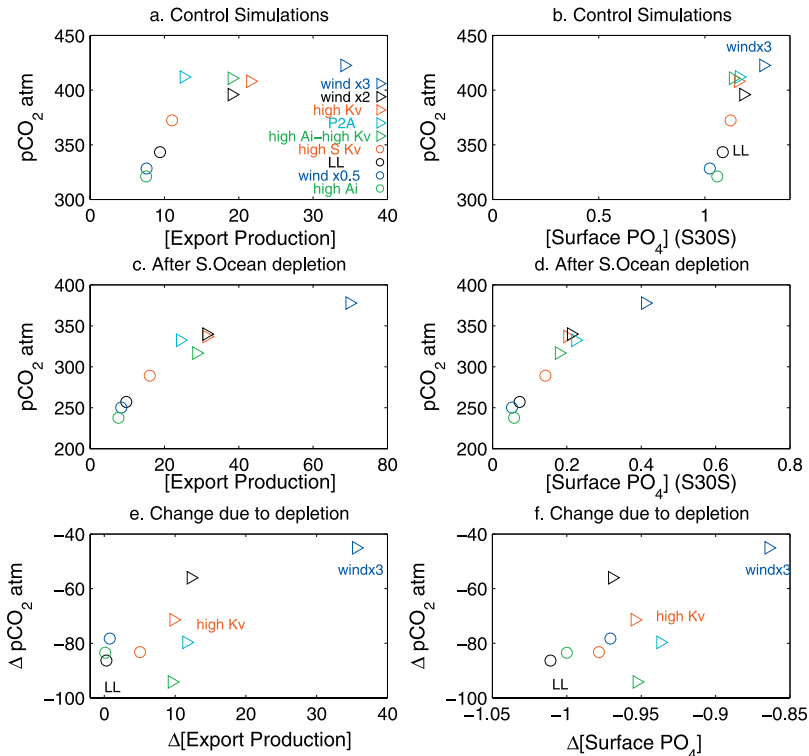 a. Control Simulations
450
400
350
300
pCO2 atm
0 10 20 30 40
[Export Production]
wind x3
wind x2
high Kv
P2A
high Ai-high Kv
high S Kv
LL
wind x0.5
high Ai
b. Control Simulations
450
400
350
300
pCO2 atm
windx3
LL
0 0.5 1
[Surface PO4] (S30S)
c. After S.Ocean depletion
400
350
300
250
200
pCO2 atm
0 20 40 60 80
[Export Production]
d. After S.Ocean depletion
400
350
300
250
200
pCO2 atm
0 0.2 0.4 0.6 0.8
[Surface PO4] (S30S)
e. Change due to depletion
−40
−60
−80
−100
Δ pCO2 atm
windx3
high Kv
LL
0 10 20 30 40
Δ[Export Production]
f. Change due to depletion
−40
−60
−80
−100
Δ pCO2 atm
windx3
high Kv
LL
−1.05 −1 −0.95 −0.9 −0.85
Δ[Surface PO4]